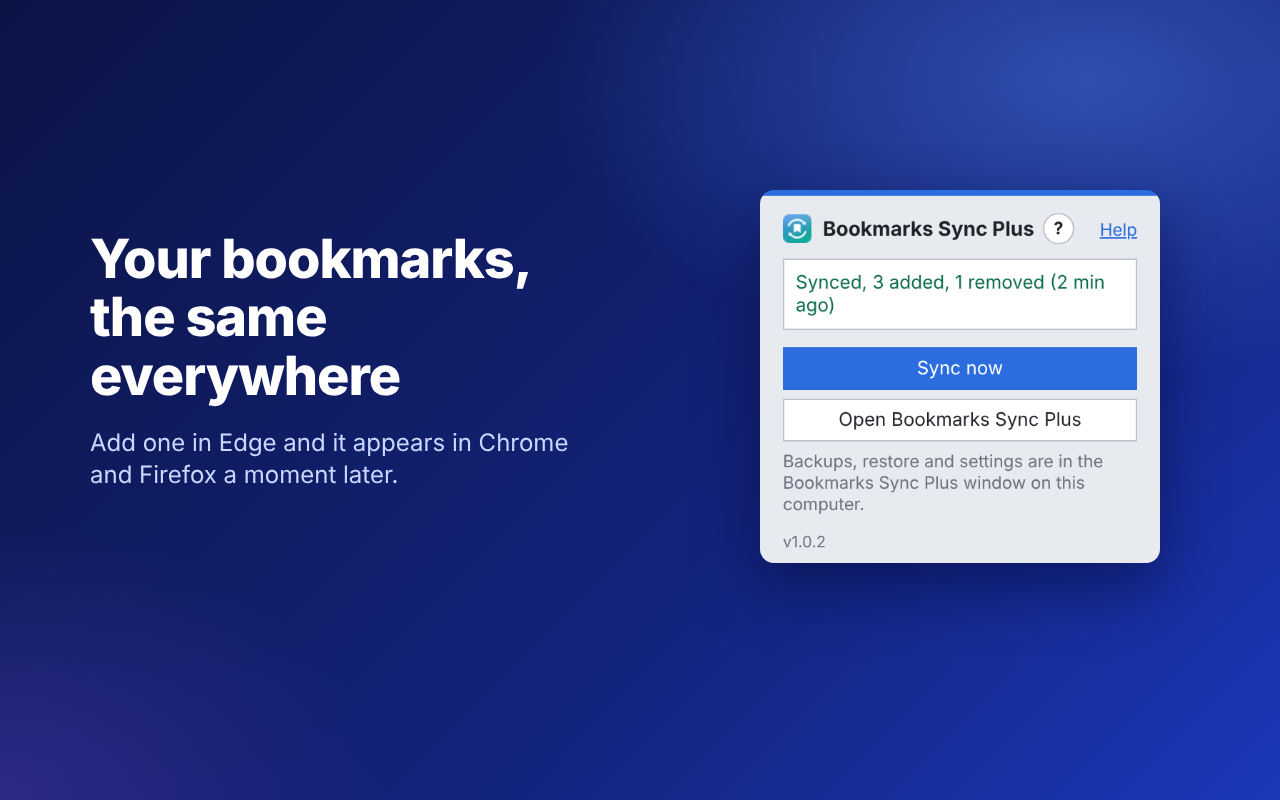 Your bookmarks,
the same
everywhere
Add one in Edge and it appears in Chrome
and Firefox a moment later.
Bookmarks Sync Plus ? Help
Synced, 3 added, 1 removed (2 min
ago)
Sync now
Open Bookmarks Sync Plus
Backups, restore and settings are in the
Bookmarks Sync Plus window on this
computer.
v1.0.2